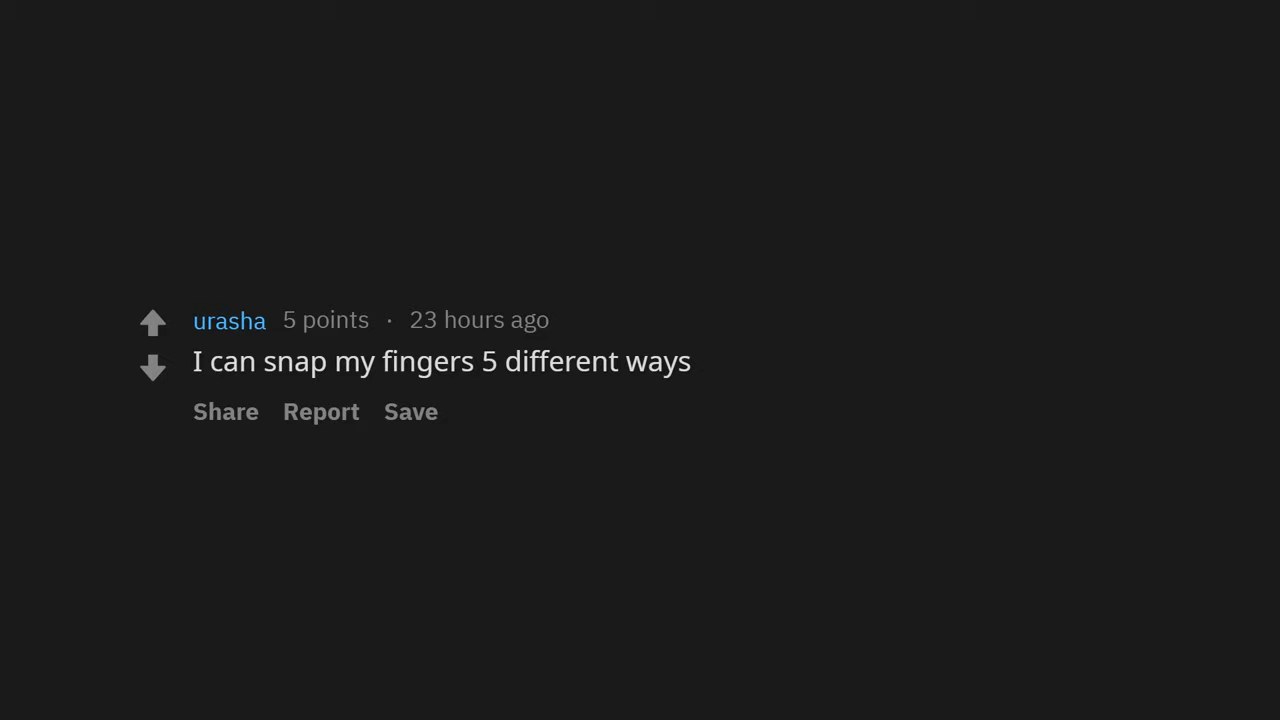 urasha 5 points · 23 hours ago
I can snap my fingers 5 different ways
Share Report Save